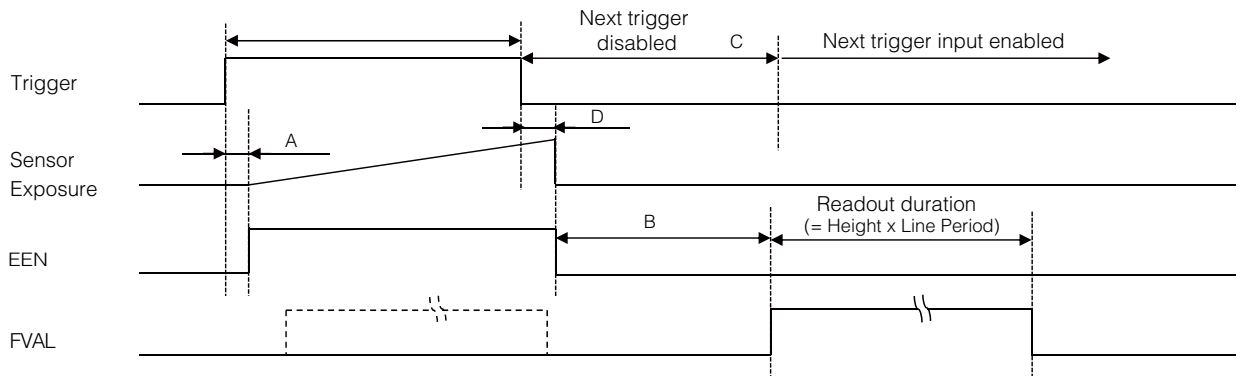 Next trigger
disabled
C
Next trigger input enabled
Trigger
D
A
Sensor
Exposure
Readout duration
(= Height x Line Period)
B
EEN
FVAL